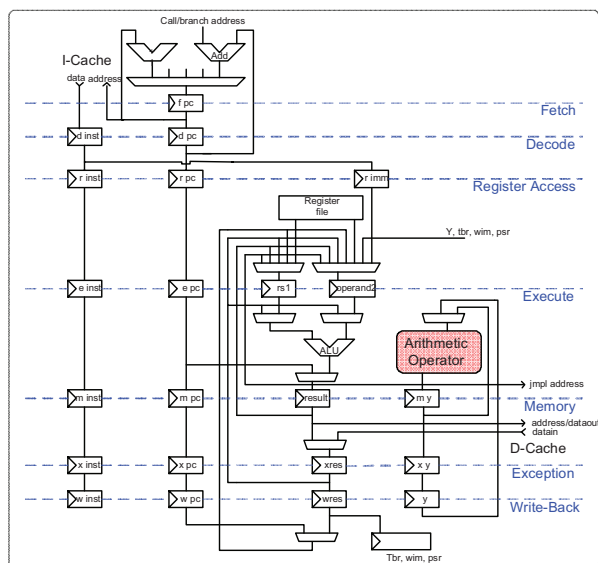 Call/branch address
I-Cache
data address
Add
f pc
Fetch
d inst
d pc
Decode
r inst
r pc
r imm
Register Access
Register
file
Y, tbr, wim, psr
e inst
e pc
rs1
operand2
Execute
Arithmetic
Operator
ALU
jmpl address
m inst
m pc
result
m y
Memory
address/dataout
datain
D-Cache
x inst
x pc
xres
x y
Exception
w inst
w pc
wres
y
Write-Back
Tbr, wim, psr